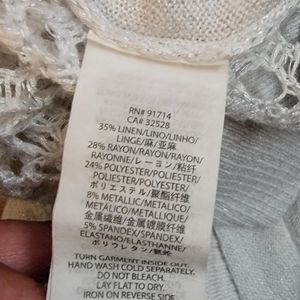 RN# 91714
CA# 32528
35% LINEN/LINO/LINHO/
LINGE/麻/亚麻
28% RAYON/RAYON/RAYON/
RAYONNE/レーヨン/粘纤
24% POLYESTER/POLIESTER/
POLIÉSTER/POLYESTER/
ポリエステル/聚酯纤维
8% METALLIC/METALICO/
METÁLICO/METALLIQUE/
金属繊維/金属镀膜纤维
5% SPANDEX/SPANDEX/
ELASTANO/ELASTHANNE/
ポリウレタン/氨纶
TURN GARMENT INSIDE OUT.
HAND WASH COLD SEPARATELY.
DO NOT BLEACH.
LAY FLAT TO DRY.
IRON ON REVERSE SIDE